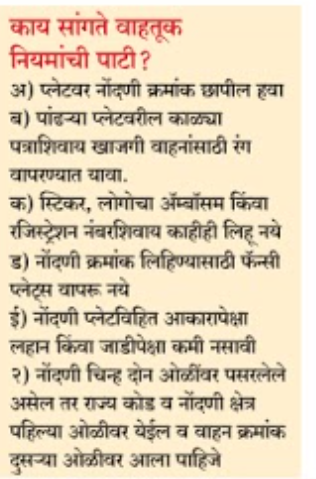 काय सांगते वाहतूक
नियमांची पाटी?
अ) प्लेटवर नोंदणी क्रमांक छापील हवा
ब) पांढऱ्या प्लेटवरील काळ्या
पत्राशिवाय खाजगी वाहनांसाठी रंग
वापरण्यात यावा.
क) स्टिकर, लोगोचा ॲम्बॉसम किंवा
रजिस्ट्रेशन नंबरशिवाय काहीही लिहू नये
ड) नोंदणी क्रमांक लिहिण्यासाठी फॅन्सी
प्लेट्स वापरू नये
ई) नोंदणी प्लेटविहित आकारापेक्षा
लहान किंवा जाडीपेक्षा कमी नसावी
२) नोंदणी चिन्ह दोन ओळींवर पसरलेले
असेल तर राज्य कोड व नोंदणी क्षेत्र
पहिल्या ओळीवर येईल व वाहन क्रमांक
दुसऱ्या ओळीवर आला पाहिजे